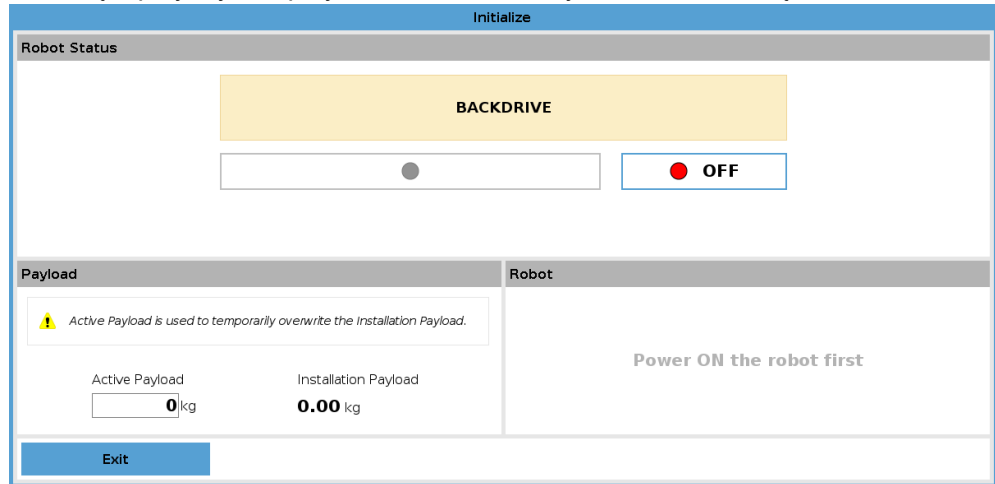 Initialize
Robot Status
BACKDRIVE
OFF
Payload
Robot
Active Payload is used to temporarily overwrite the Installation Payload.
Power ON the robot first
Active Payload
Installation Payload
0 kg
0.00 kg
Exit